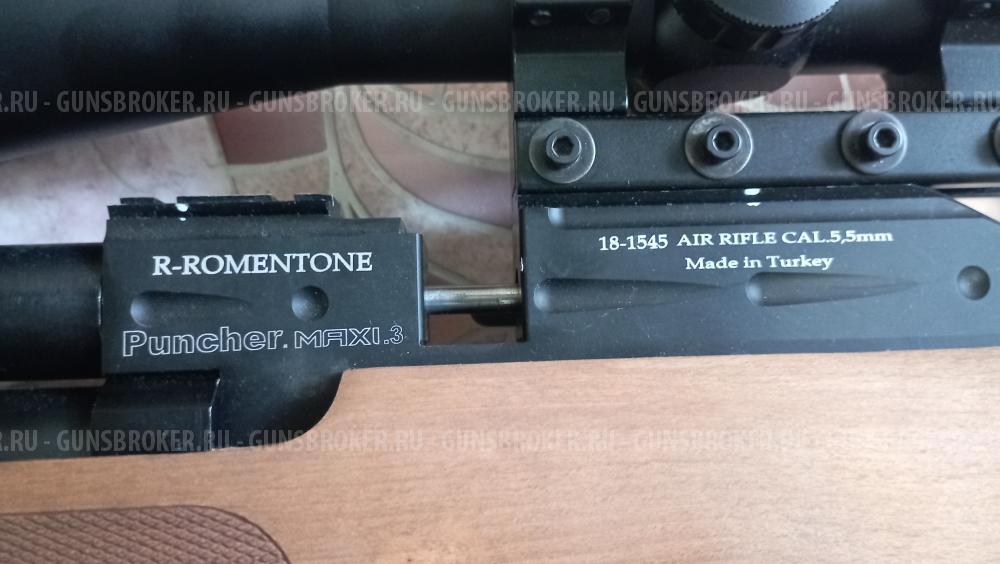 .RU - GUNSBROKER.RU - GUNSBROKER.RU - GUNSBROKER.RU - GUNSBROKER.RU - GUNSBROKER.RU
18-1545 AIR RIFLE CAL.5,5mm
Made in Turkey
R-ROMENTONE
Puncher. MAXI.3
.RU - GUNSBROKER.RU - GUNSBROKER.RU - GUNSBROKER.RU - GUNSBROKER.RU - GUNSBROKER.RU